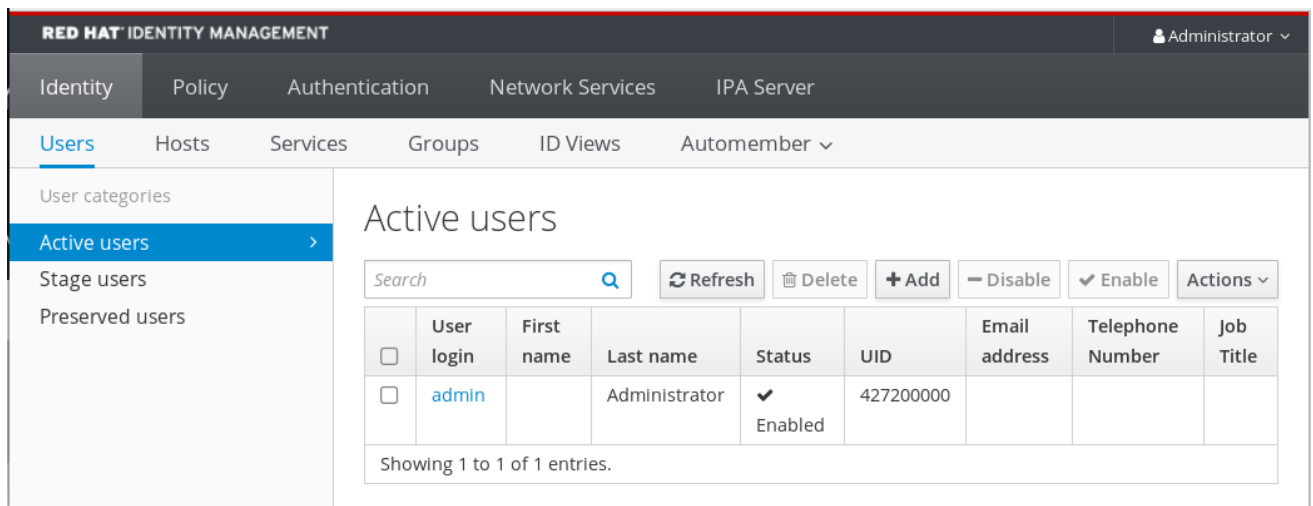 RED HAT® IDENTITY MANAGEMENT
Administrator
Identity Policy Authentication Network Services IPA Server
Users Hosts Services Groups ID Views Automember
User categories
Active users
Stage users
Preserved users
Active users
Search Refresh Delete Add Disable Enable Actions
User login First name Last name Status UID Email address Telephone Number Job Title
admin Administrator Enabled 427200000
Showing 1 to 1 of 1 entries.